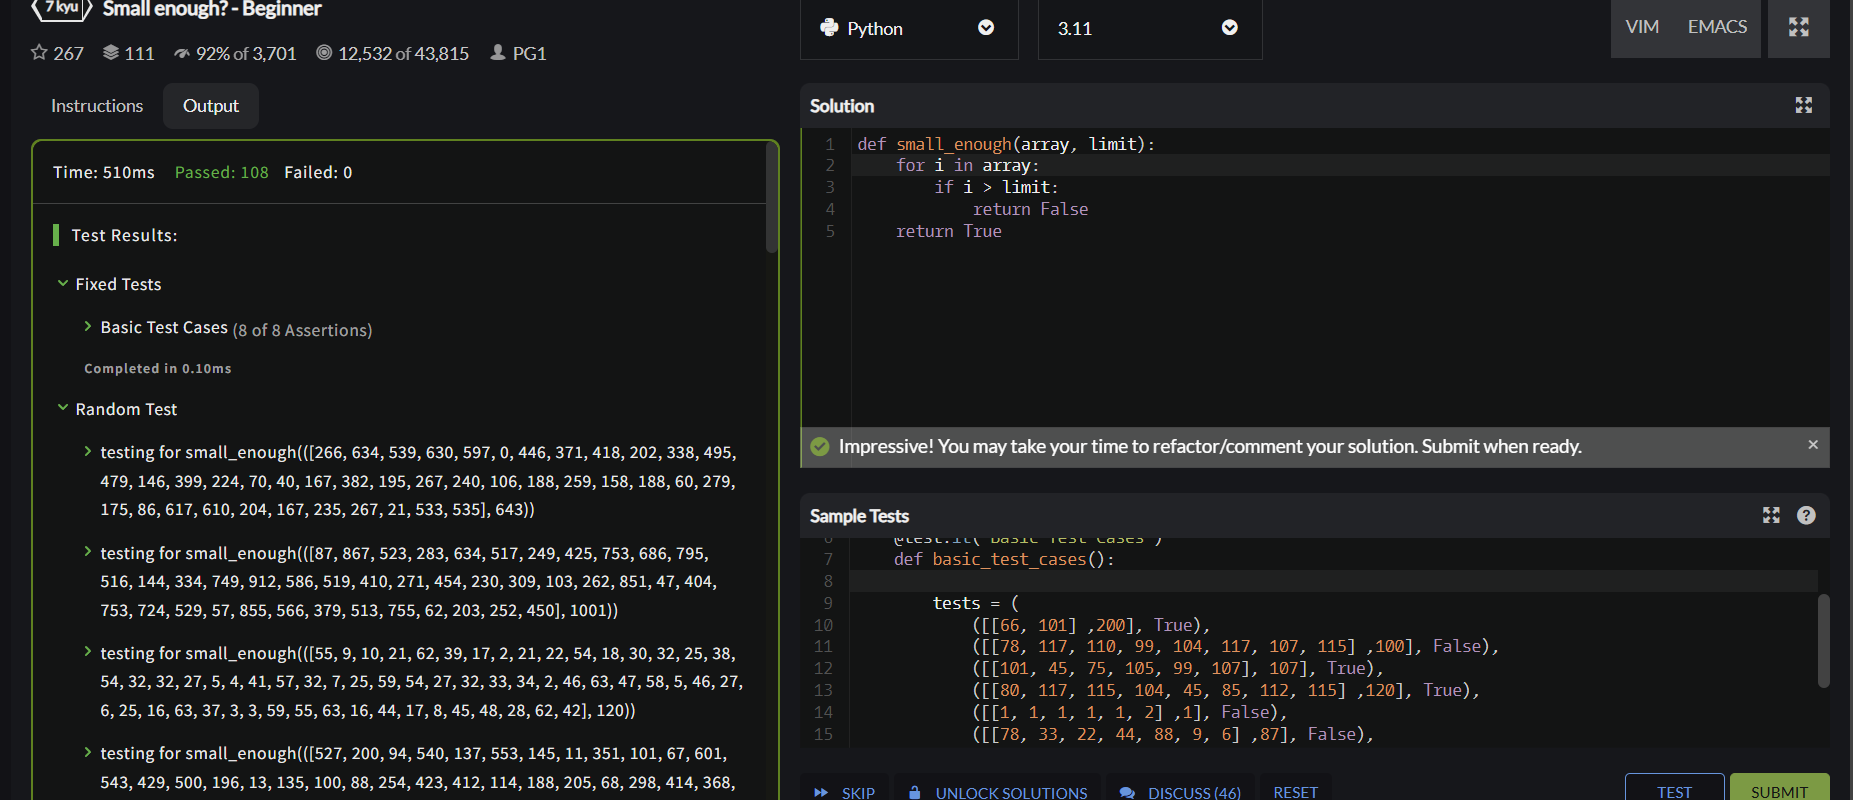 7 kyu Small enough? - Beginner
267 111 92% of 3,701 12,532 of 43,815 PG1
Instructions Output
Time: 510ms Passed: 108 Failed: 0
Test Results:
Fixed Tests
Basic Test Cases (8 of 8 Assertions)
Completed in 0.10ms
Random Test
testing for small_enough(([266, 634, 539, 630, 597, 0, 446, 371, 418, 202, 338, 495,
479, 146, 399, 224, 70, 40, 167, 382, 195, 267, 240, 106, 188, 259, 158, 188, 60, 279,
175, 86, 617, 610, 204, 167, 235, 267, 21, 533, 535], 643))
testing for small_enough(([87, 867, 523, 283, 634, 517, 249, 425, 753, 686, 795,
516, 144, 334, 749, 912, 586, 519, 410, 271, 454, 230, 309, 103, 262, 851, 47, 404,
753, 724, 529, 57, 855, 566, 379, 513, 755, 62, 203, 252, 450], 1001))
testing for small_enough(([55, 9, 10, 21, 62, 39, 17, 2, 21, 22, 54, 18, 30, 32, 25, 38,
54, 32, 32, 27, 5, 4, 41, 57, 32, 7, 25, 59, 54, 27, 32, 33, 34, 2, 46, 63, 47, 58, 5, 46, 27,
6, 25, 16, 63, 37, 3, 3, 59, 55, 63, 16, 44, 17, 8, 45, 48, 28, 62, 42], 120))
testing for small_enough(([527, 200, 94, 540, 137, 553, 145, 11, 351, 101, 67, 601,
543, 429, 500, 196, 13, 135, 100, 88, 254, 423, 412, 114, 188, 205, 68, 298, 414, 368,
Python 3.11 VIM EMACS
Solution
1 def small_enough(array, limit):
2 for i in array:
3 if i > limit:
4 return False
5 return True
Impressive! You may take your time to refactor/comment your solution. Submit when ready. ×
Sample Tests ?
6 @test.it("Basic Test Cases")
7 def basic_test_cases():
8
9 tests = (
10 ([[66, 101] ,200], True),
11 ([[78, 117, 110, 99, 104, 117, 107, 115] ,100], False),
12 ([[101, 45, 75, 105, 99, 107], 107], True),
13 ([[80, 117, 115, 104, 45, 85, 112, 115] ,120], True),
14 ([[1, 1, 1, 1, 1, 2] ,1], False),
15 ([[78, 33, 22, 44, 88, 9, 6] ,87], False),
SKIP UNLOCK SOLUTIONS DISCUSS (46) RESET TEST SUBMIT